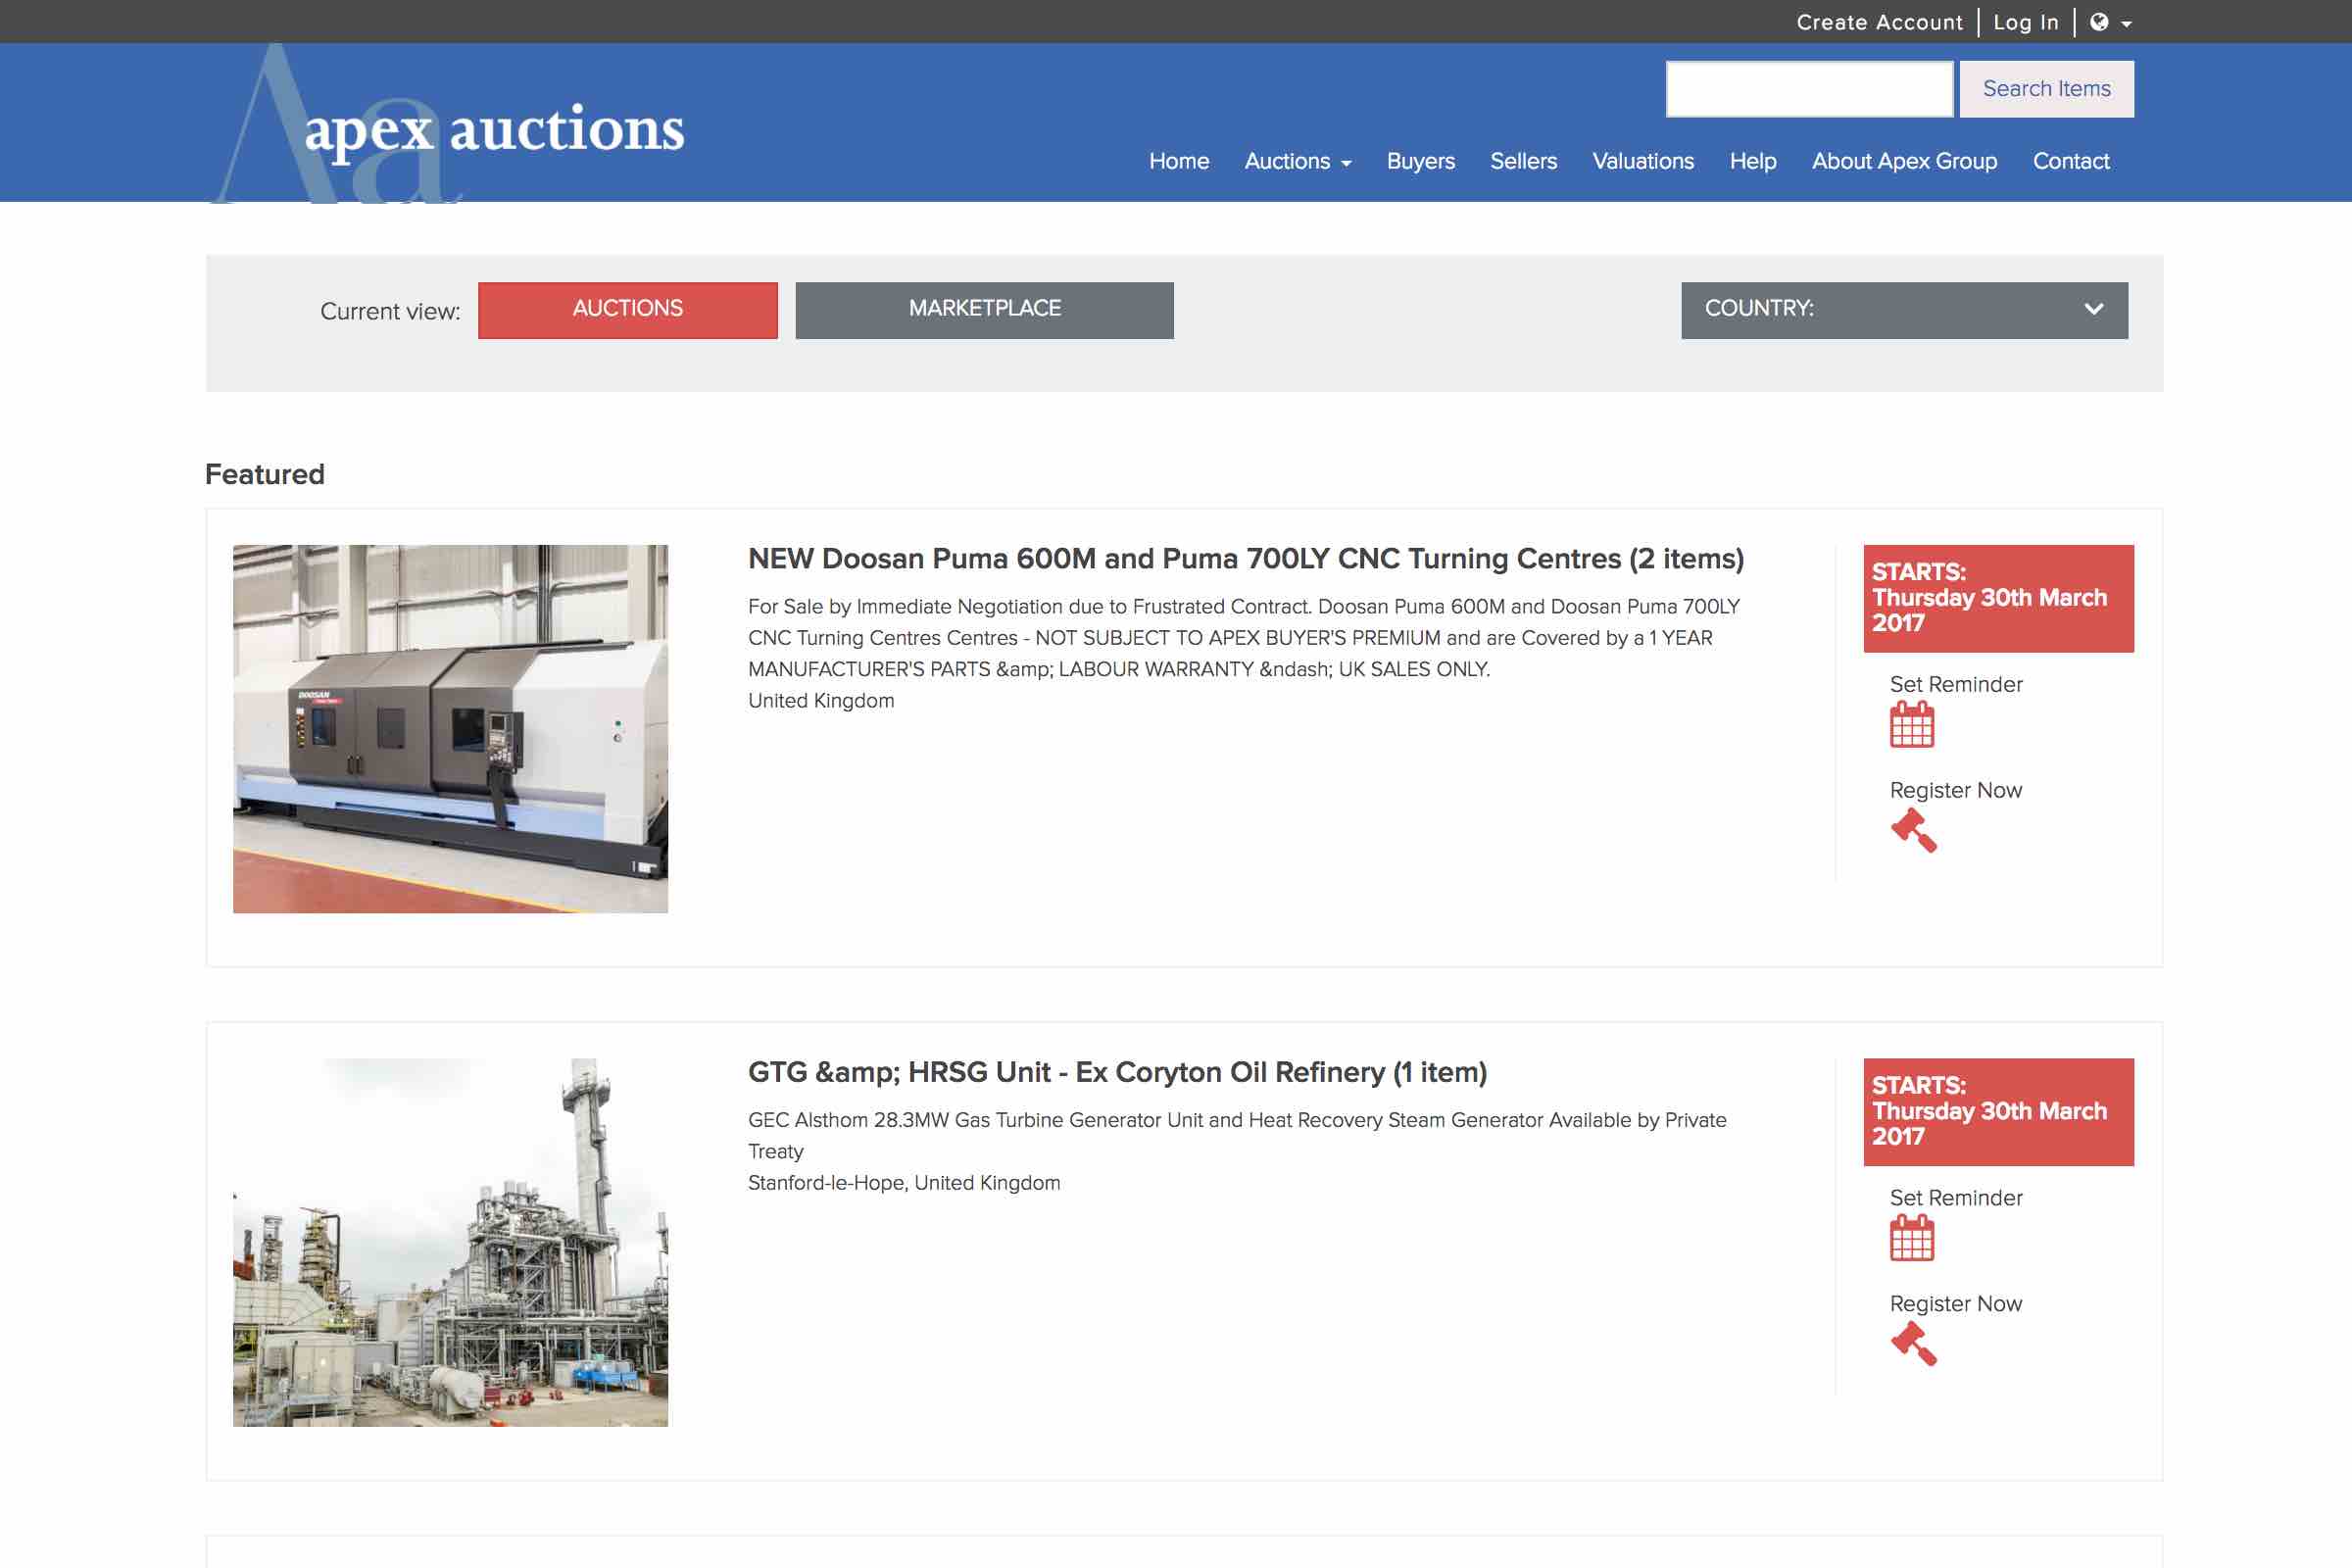 Create Account
Log In
Aa
apex auctions
Search Items
Home
Auctions
Buyers
Sellers
Valuations
Help
About Apex Group
Contact
Current view:
AUCTIONS
MARKETPLACE
COUNTRY:
Featured
DOOSAN
NEW Doosan Puma 600M and Puma 700LY CNC Turning Centres (2 items)
For Sale by Immediate Negotiation due to Frustrated Contract. Doosan Puma 600M and Doosan Puma 700LY
CNC Turning Centres Centres - NOT SUBJECT TO APEX BUYER'S PREMIUM and are Covered by a 1 YEAR
MANUFACTURER'S PARTS &amp; LABOUR WARRANTY &ndash; UK SALES ONLY.
United Kingdom
STARTS:
Thursday 30th March
2017
Set Reminder
Register Now
GTG &amp; HRSG Unit - Ex Coryton Oil Refinery (1 item)
GEC Alsthom 28.3MW Gas Turbine Generator Unit and Heat Recovery Steam Generator Available by Private
Treaty
Stanford-le-Hope, United Kingdom
STARTS:
Thursday 30th March
2017
Set Reminder
Register Now